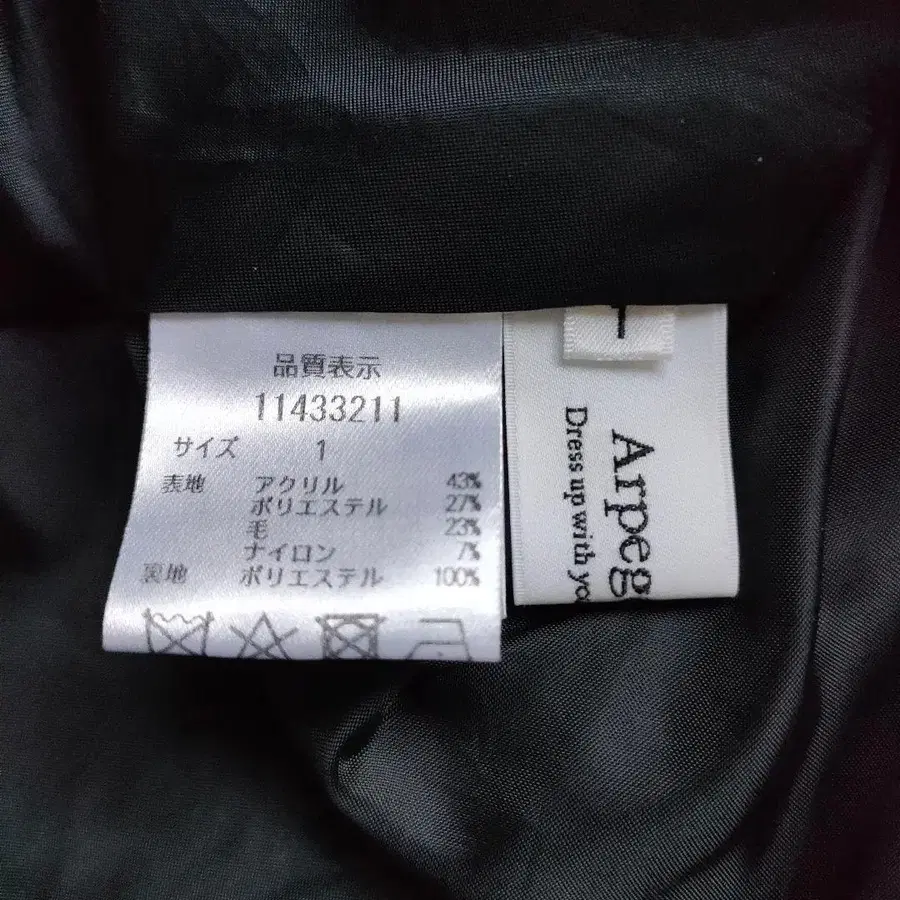 品質表示
11433211
サイズ 1
表地 アクリル 43%
ポリエステル 27%
毛 23%
ナイロン 7%
裏地 ポリエステル 100%
Arpeg
Dress up with yo